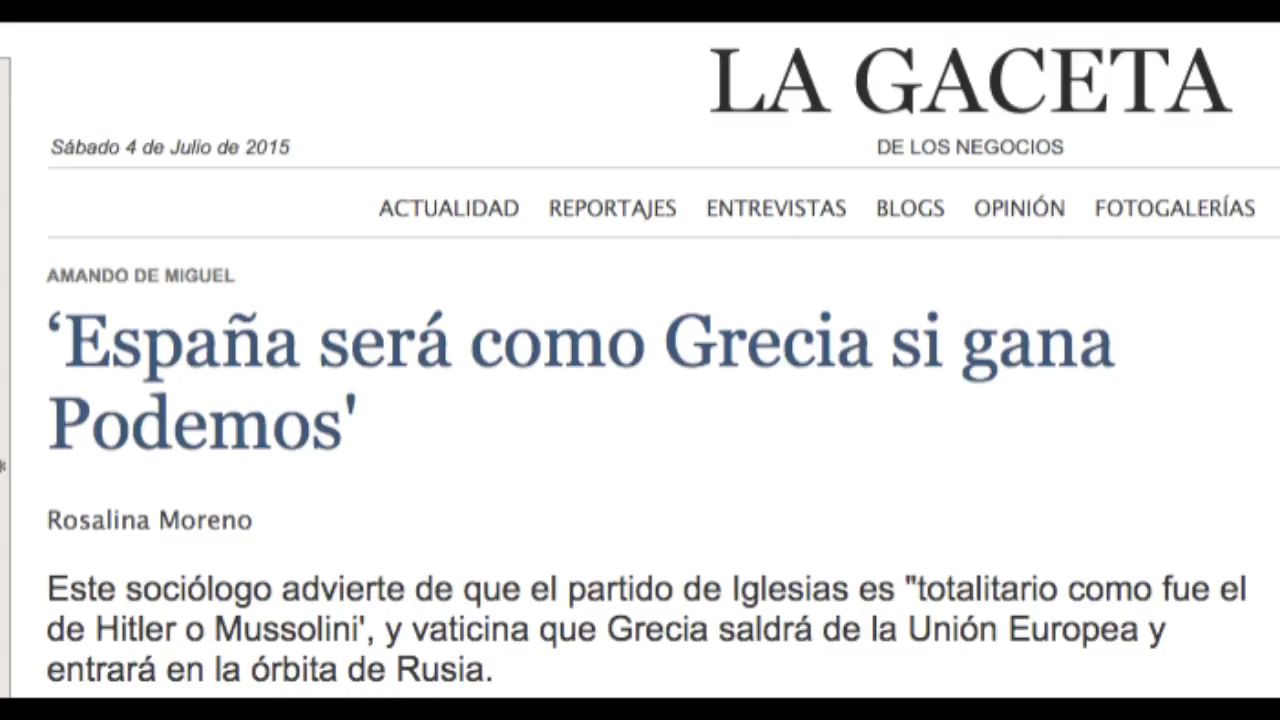 LA GACETA
Sábado 4 de Julio de 2015
DE LOS NEGOCIOS
ACTUALIDAD REPORTAJES ENTREVISTAS BLOGS OPINIÓN FOTOGALERÍAS
AMANDO DE MIGUEL
‘España será como Grecia si gana
Podemos'
*
Rosalina Moreno
Este sociólogo advierte de que el partido de Iglesias es "totalitario como fue el
de Hitler o Mussolini', y vaticina que Grecia saldrá de la Unión Europea y
entrará en la órbita de Rusia.